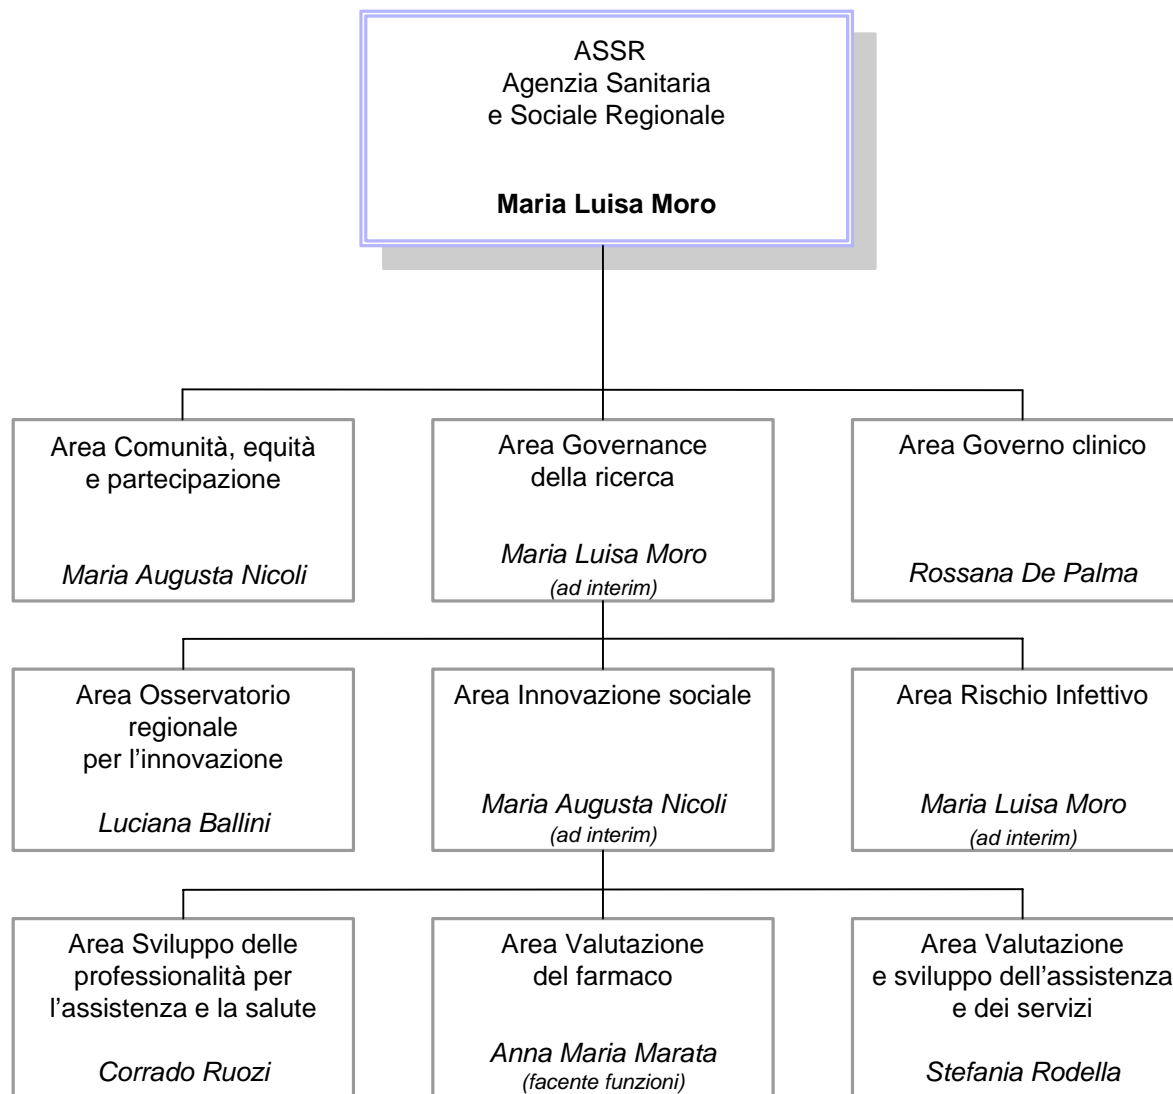 ASSR
Agenzia Sanitaria
e Sociale Regionale
Maria Luisa Moro
Area Comunità, equità
e partecipazione
Maria Augusta Nicoli
Area Governance
della ricerca
Maria Luisa Moro
(ad interim)
Area Governo clinico
Rossana De Palma
Area Osservatorio
regionale
per l’innovazione
Luciana Ballini
Area Innovazione sociale
Maria Augusta Nicoli
(ad interim)
Area Rischio Infettivo
Maria Luisa Moro
(ad interim)
Area Sviluppo delle
professionalità per
l’assistenza e la salute
Corrado Ruozi
Area Valutazione
del farmaco
Anna Maria Marata
(facente funzioni)
Area Valutazione
e sviluppo dell’assistenza
e dei servizi
Stefania Rodella